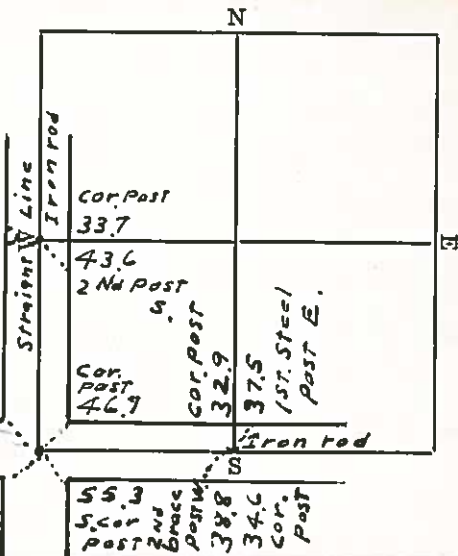 N
Straight Line
Iron rod
W
E
Cor. Post
33.7
43.6
2 Nd Post
S.
Cor. Post
32.9
37.5
1ST. Steel
Post E.
Cor.
Post
46.9
Iron rod
S
55.3
S. cor
Post
2nd
brace
Post W.
38.8
34.6
Cor.
Post